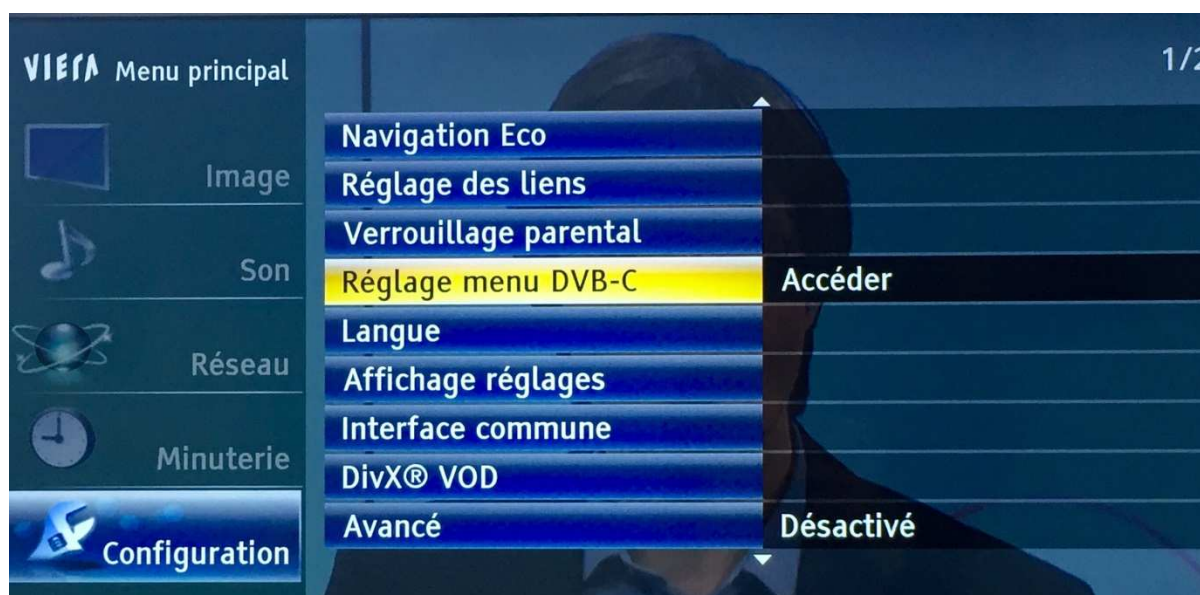 VIERA Menu principal
1/2
Image
Son
Réseau
Minuterie
Configuration
Navigation Eco
Réglage des liens
Verrouillage parental
Réglage menu DVB-C Accéder
Langue
Affichage réglages
Interface commune
DivX® VOD
Avancé Désactivé